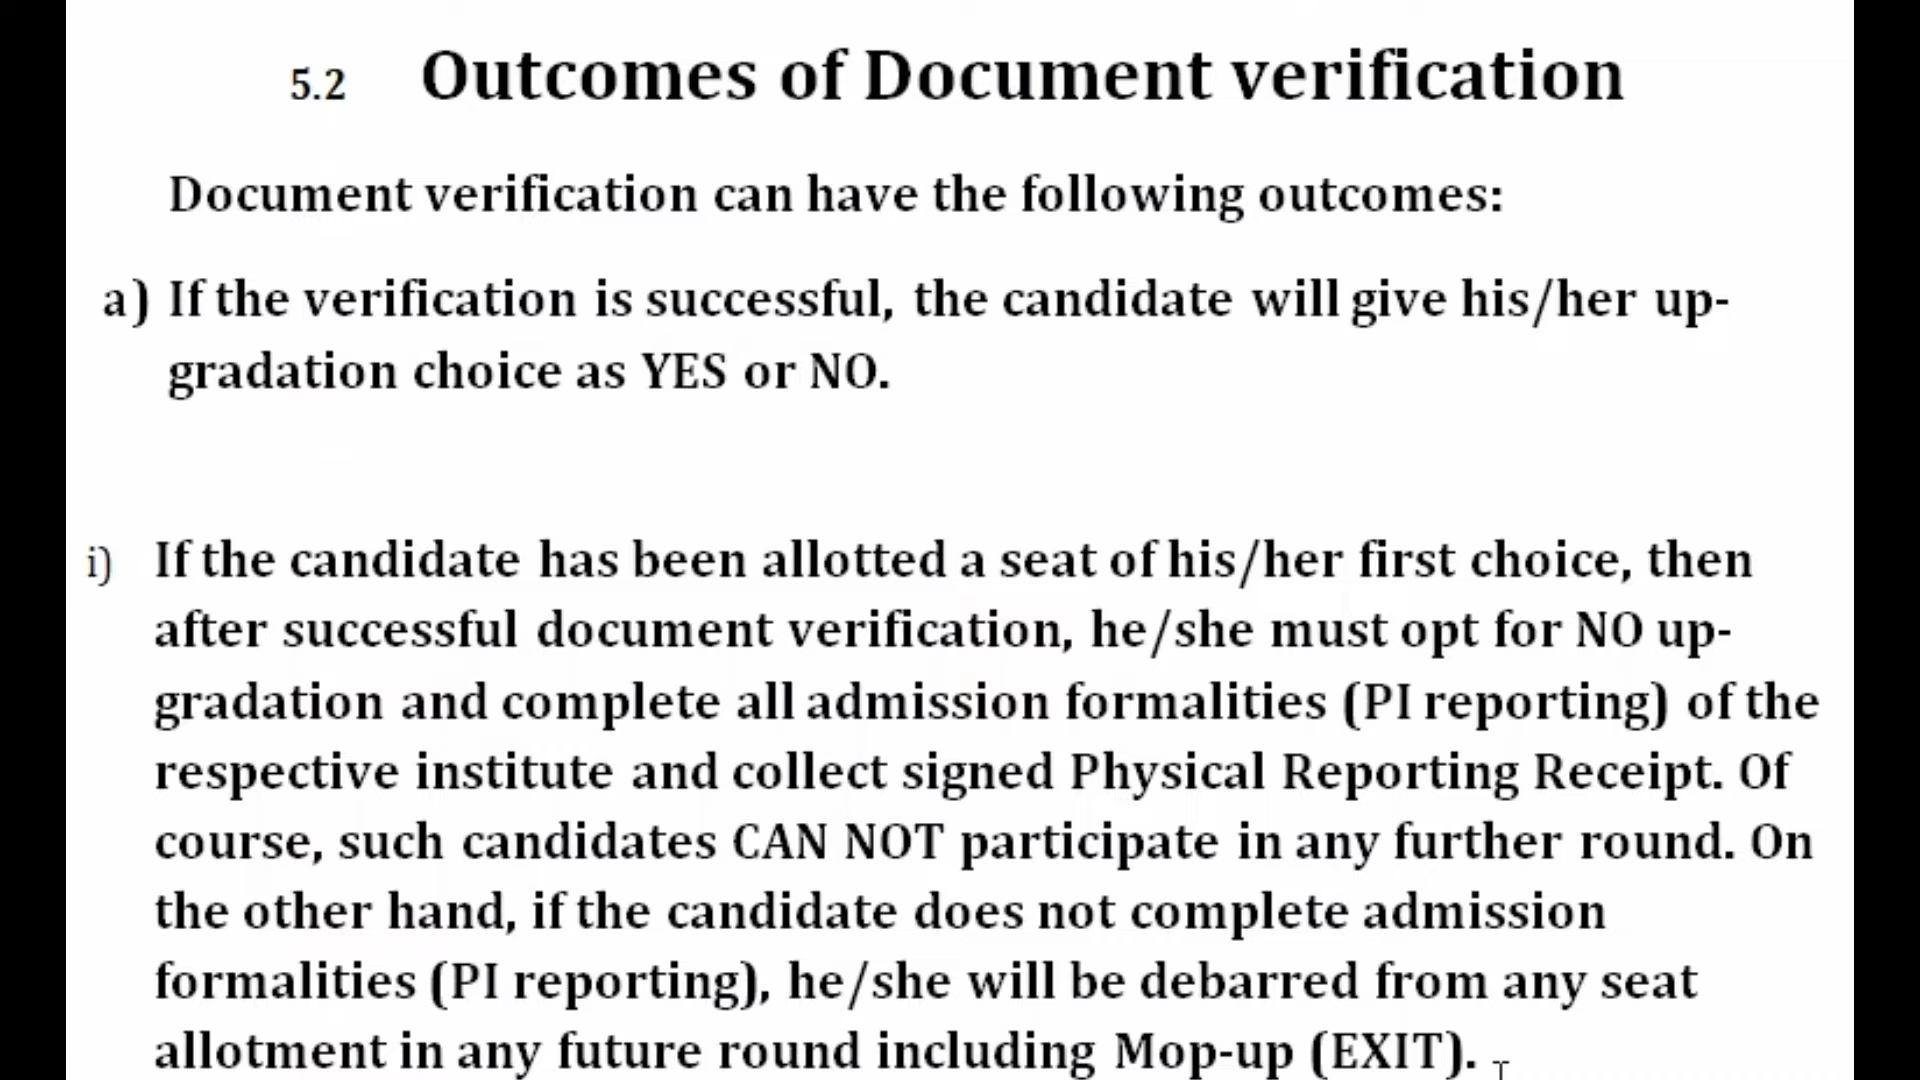 5.2 Outcomes of Document verification
Document verification can have the following outcomes:
a) If the verification is successful, the candidate will give his/her up-
gradation choice as YES or NO.
i) If the candidate has been allotted a seat of his/her first choice, then
after successful document verification, he/she must opt for NO up-
gradation and complete all admission formalities (PI reporting) of the
respective institute and collect signed Physical Reporting Receipt. Of
course, such candidates CAN NOT participate in any further round. On
the other hand, if the candidate does not complete admission
formalities (PI reporting), he/she will be debarred from any seat
allotment in any future round including Mop-up (EXIT).